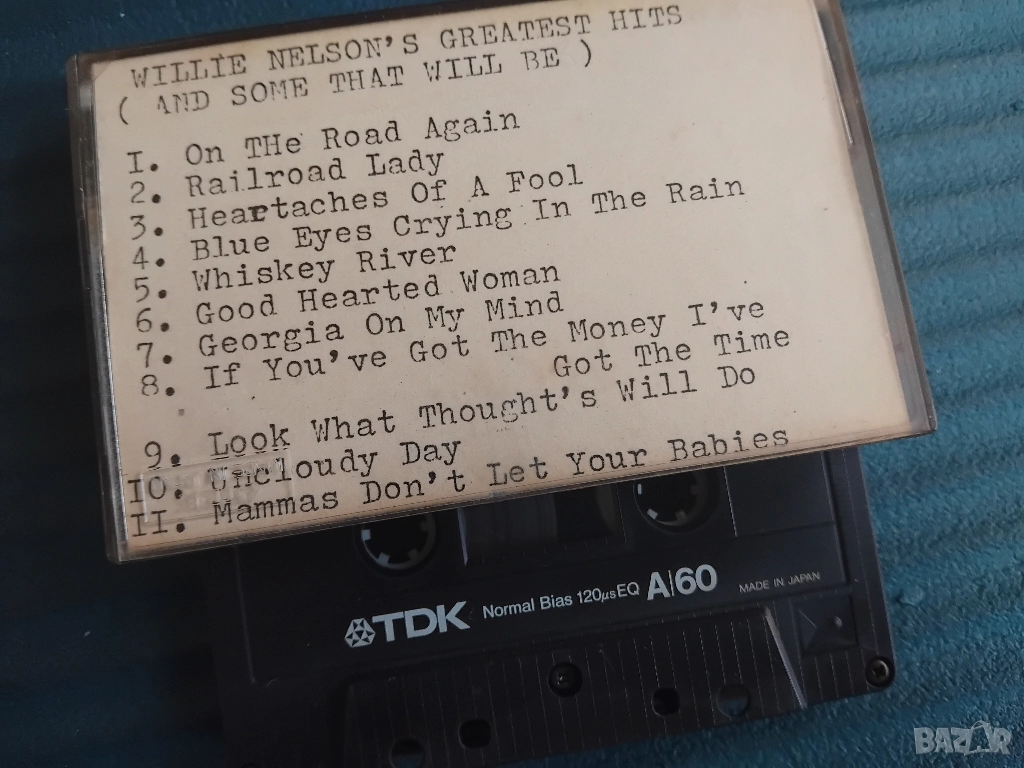 WILLIE NELSON'S GREATEST HITS
( AND SOME THAT WILL BE )
I. On THe Road Again
2. Railroad Lady
3. Heartaches Of A Fool
4. Blue Eyes Crying In The Rain
5. Whiskey River
6. Good Hearted Woman
7. Georgia On My Mind
8. If You've Got The Money I've
Got The Time
9. Look What Thought's Will Do
IO. Uncloudy Day
II. Mammas Don't Let Your Babies
TDK Normal Bias 120µs EQ A/60 MADE IN JAPAN
BAZAR